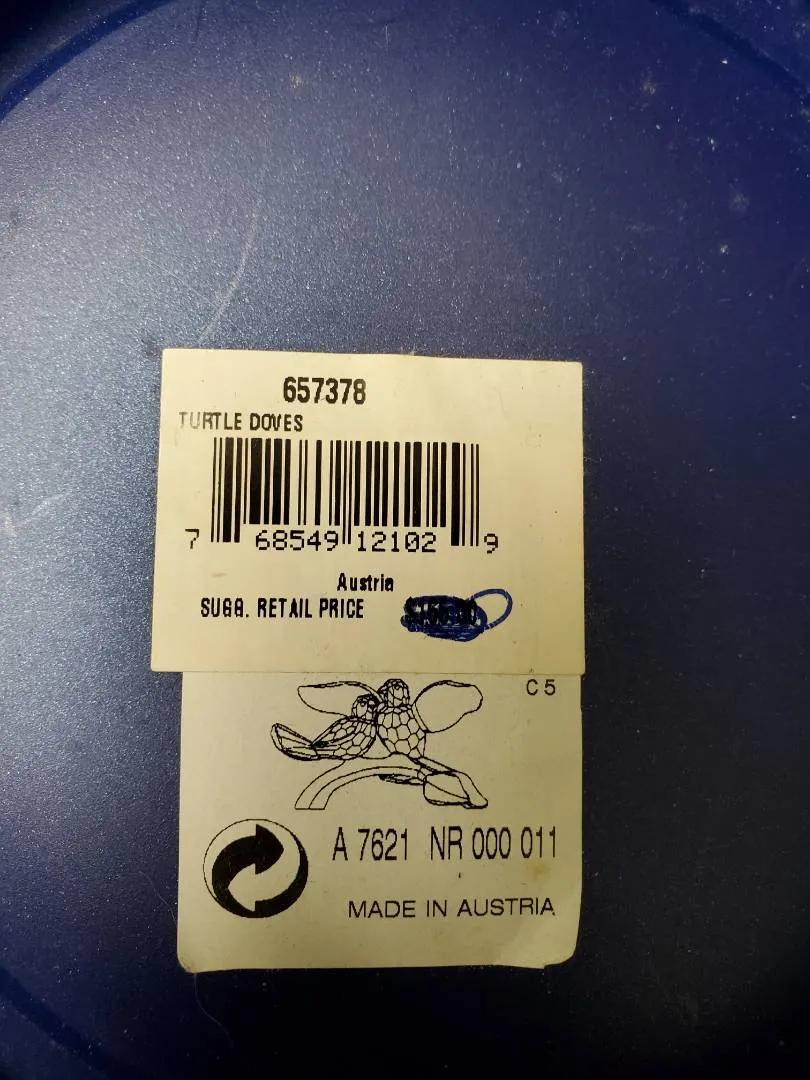 657378
TURTLE DOVES
7 68549 12102 9
Austria
SUGG. RETAIL PRICE
C 5
A 7621 NR 000 011
MADE IN AUSTRIA